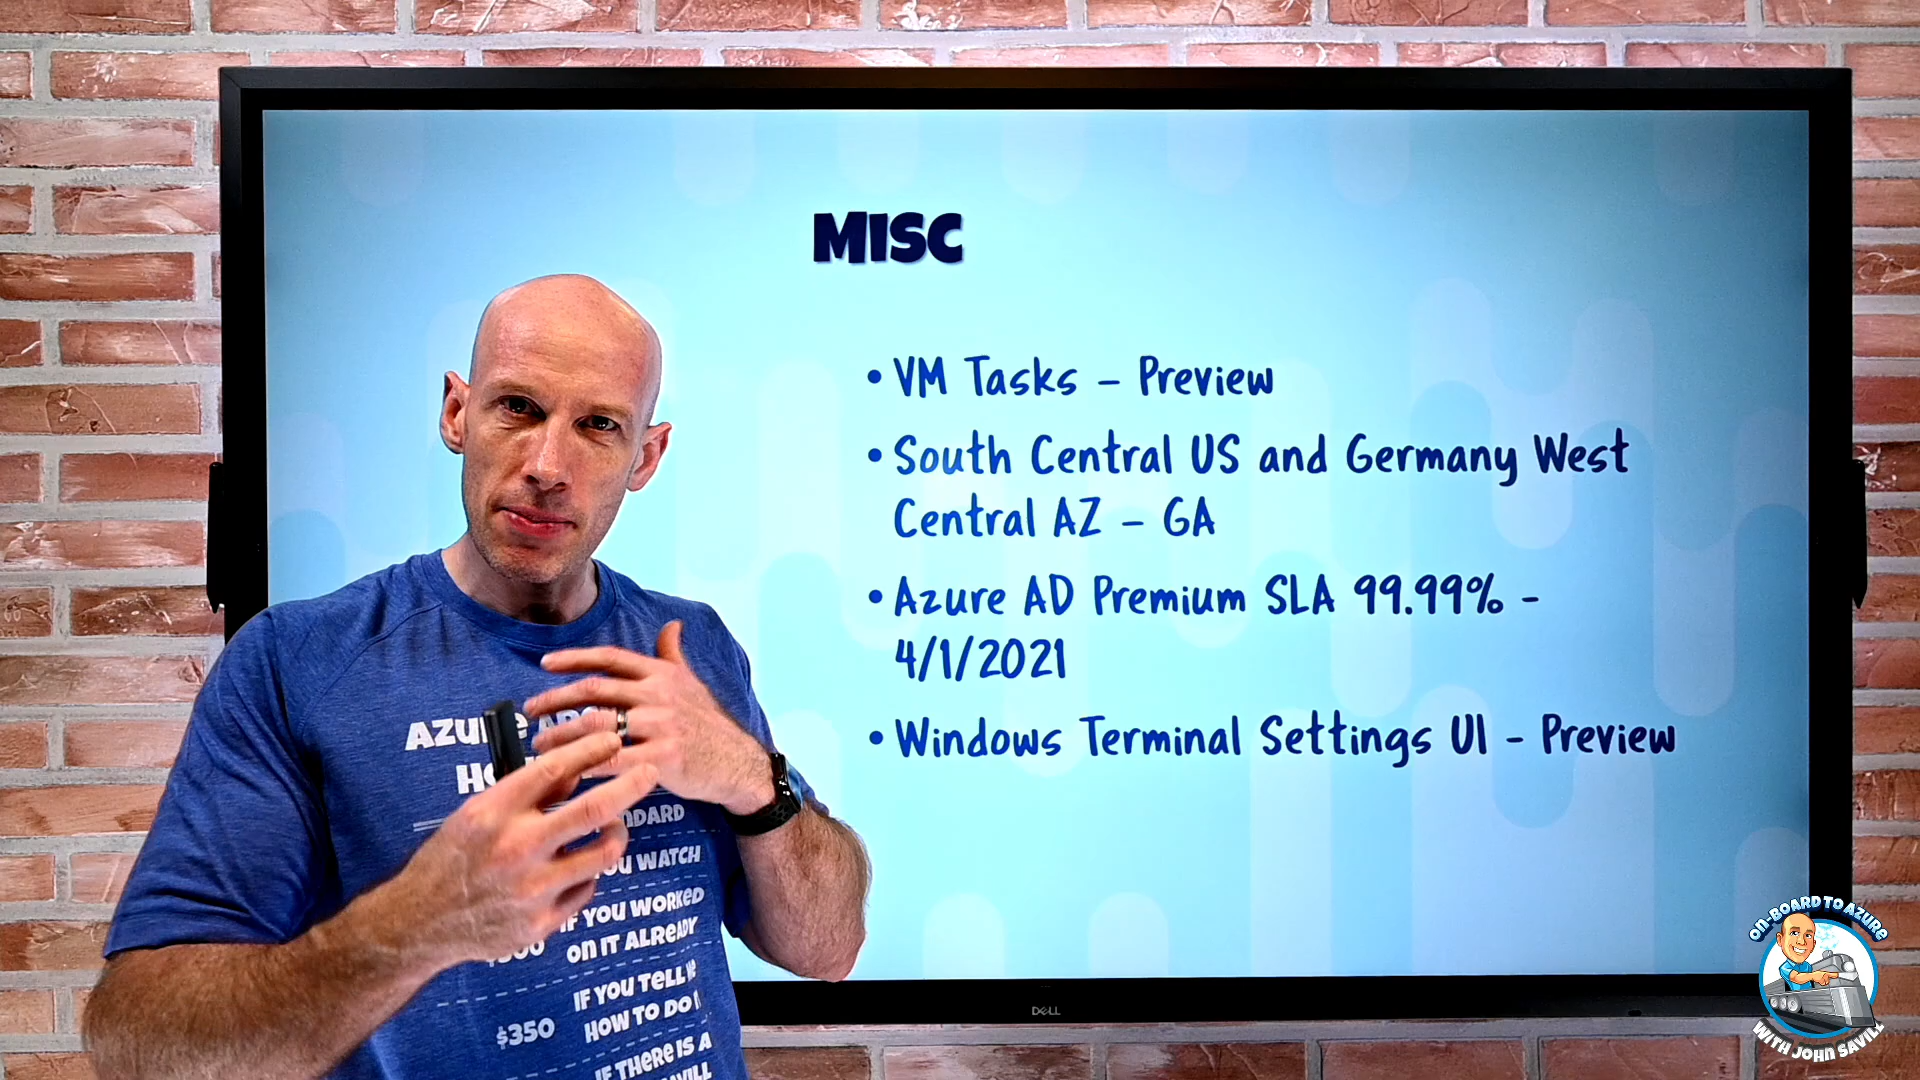 MISC
• VM Tasks – Preview
• South Central US and Germany West
Central AZ – GA
• Azure AD Premium SLA 99.99% -
4/1/2021
• Windows Terminal Settings UI - Preview
DELL
WATCH
IF YOU WORKED
ON IT ALREADY
IF YOU TELL
$350 HOW TO DO
IF THERE IS A
ON-BOARD TO AZURE
WITH JOHN SAVILL